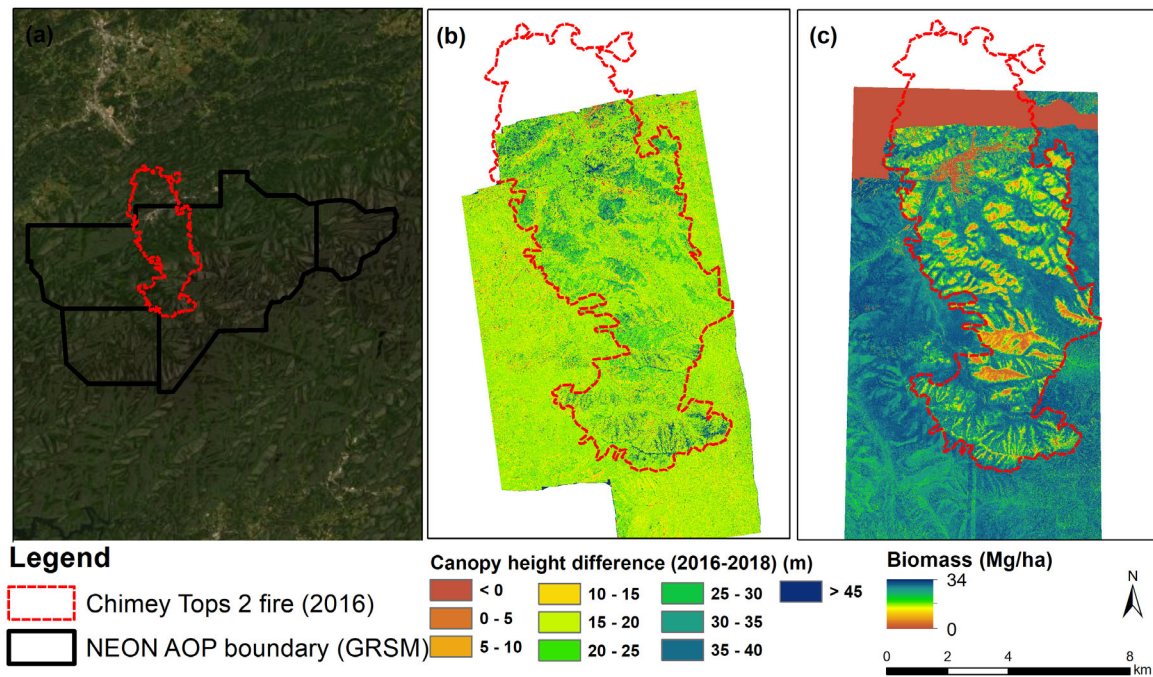 (a)
(b)
(c)
Legend
Chimey Tops 2 fire (2016)
NEON AOP boundary (GRSM)
Canopy height difference (2016-2018) (m)
< 0
0 - 5
5 - 10
10 - 15
15 - 20
20 - 25
25 - 30
30 - 35
35 - 40
> 45
Biomass (Mg/ha)
34
0
N
0 2 4 8
km